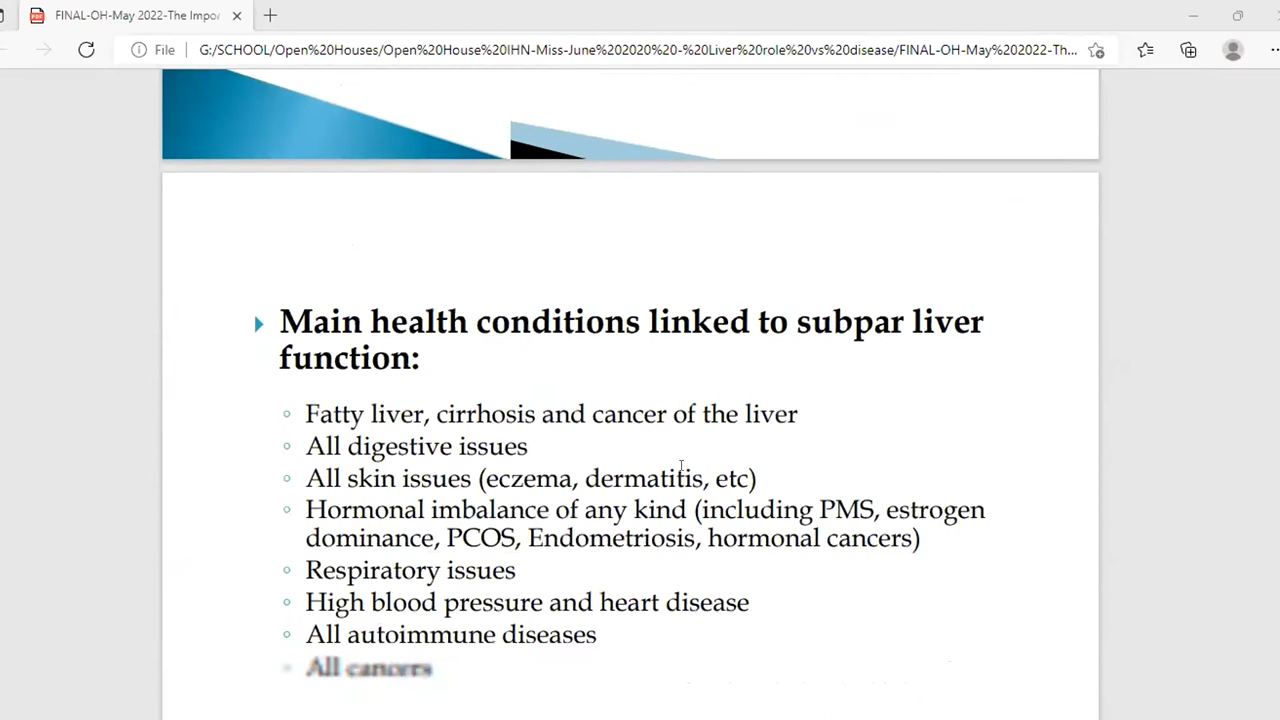 FINAL-OH-May 2022-The Impo
File
G:/SCHOOL/Open%20Houses/Open%20House%20IHN-Miss-June%202020%20-%20Liver%20role%20vs%20disease/FINAL-OH-May%202022-Th...
Main health conditions linked to subpar liver
function:
Fatty liver, cirrhosis and cancer of the liver
All digestive issues
All skin issues (eczema, dermatitis, etc)
Hormonal imbalance of any kind (including PMS, estrogen
dominance, PCOS, Endometriosis, hormonal cancers)
Respiratory issues
High blood pressure and heart disease
All autoimmune diseases
All cancers